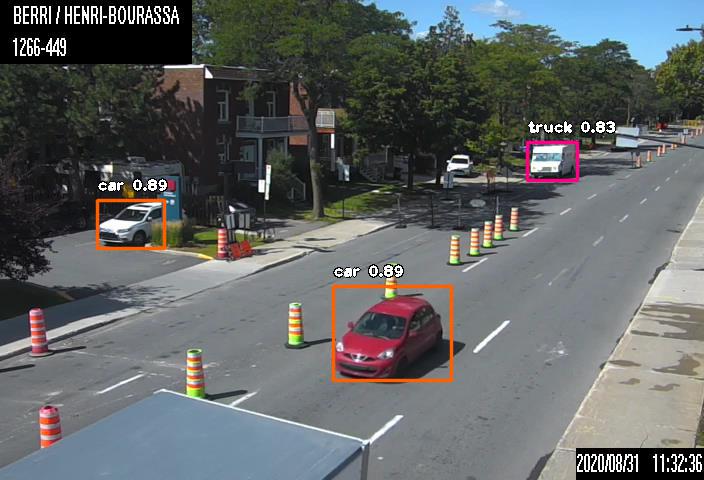 BERRI / HENRI-BOURASSA
1266-449
truck 0.83
car 0.89
car 0.89
2020/08/31 11:32:36